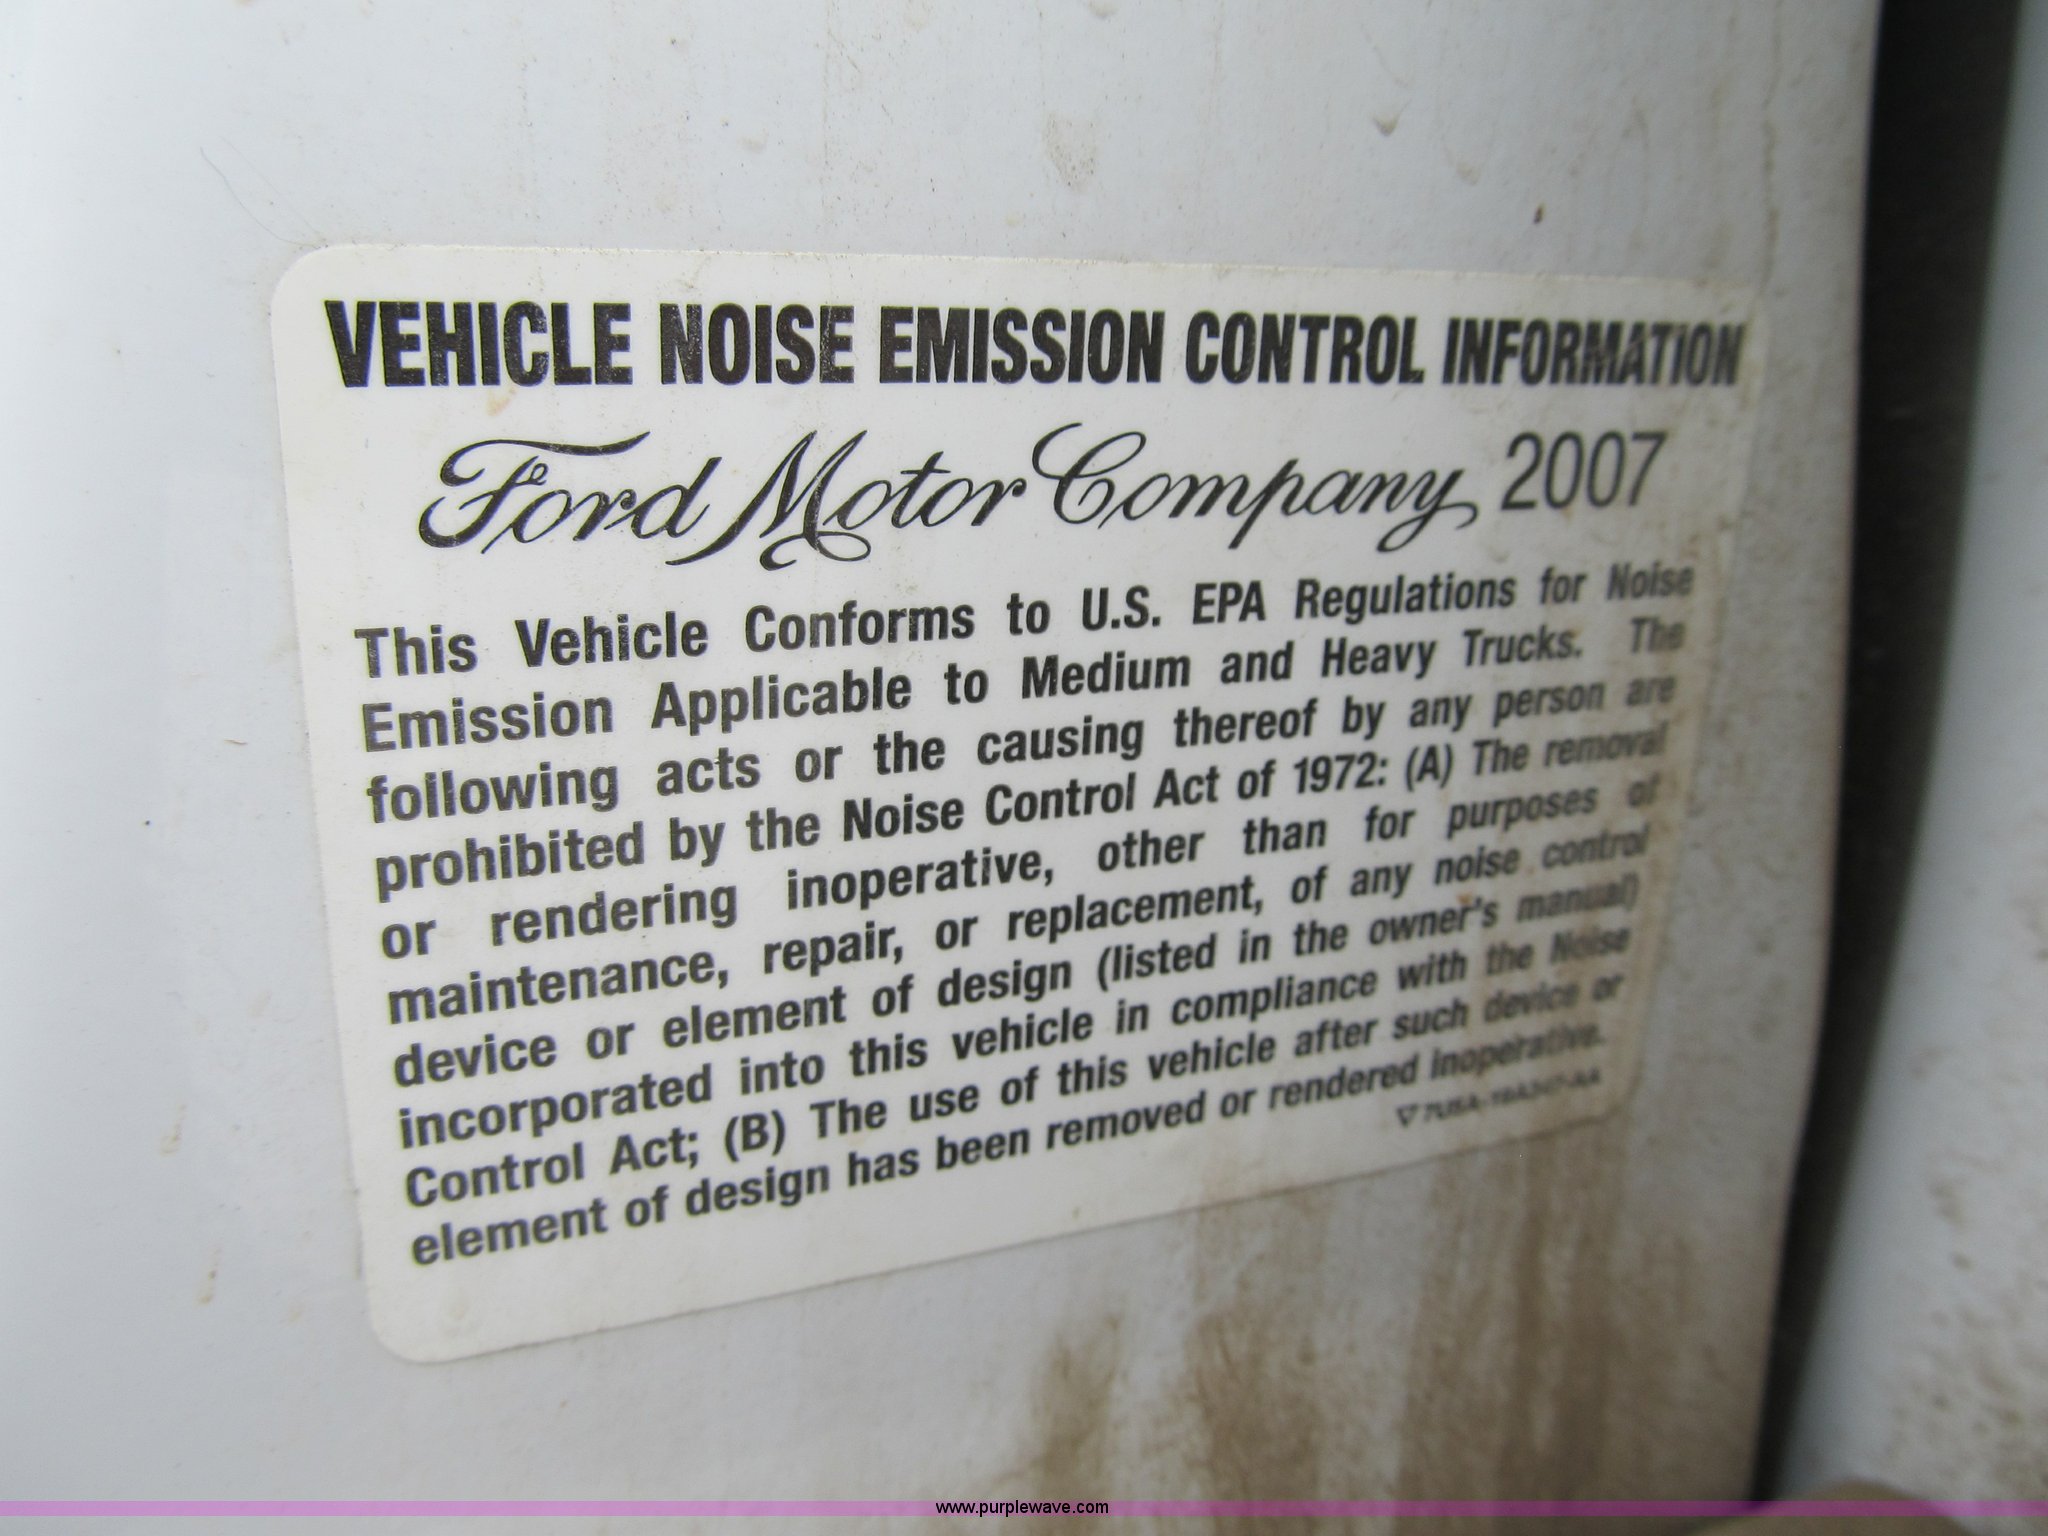 VEHICLE NOISE EMISSION CONTROL INFORMATION
Ford Motor Company 2007
This Vehicle Conforms to U.S. EPA Regulations for Noise
Emission Applicable to Medium and Heavy Trucks. The
following acts or the causing thereof by any person are
prohibited by the Noise Control Act of 1972: (A) The removal
or rendering inoperative, other than for purposes of
maintenance, repair, or replacement, of any noise control
device or element of design (listed in the owner's manual)
incorporated into this vehicle in compliance with the Noise
Control Act; (B) The use of this vehicle after such device or
element of design has been removed or rendered inoperative.
www.purplewave.com